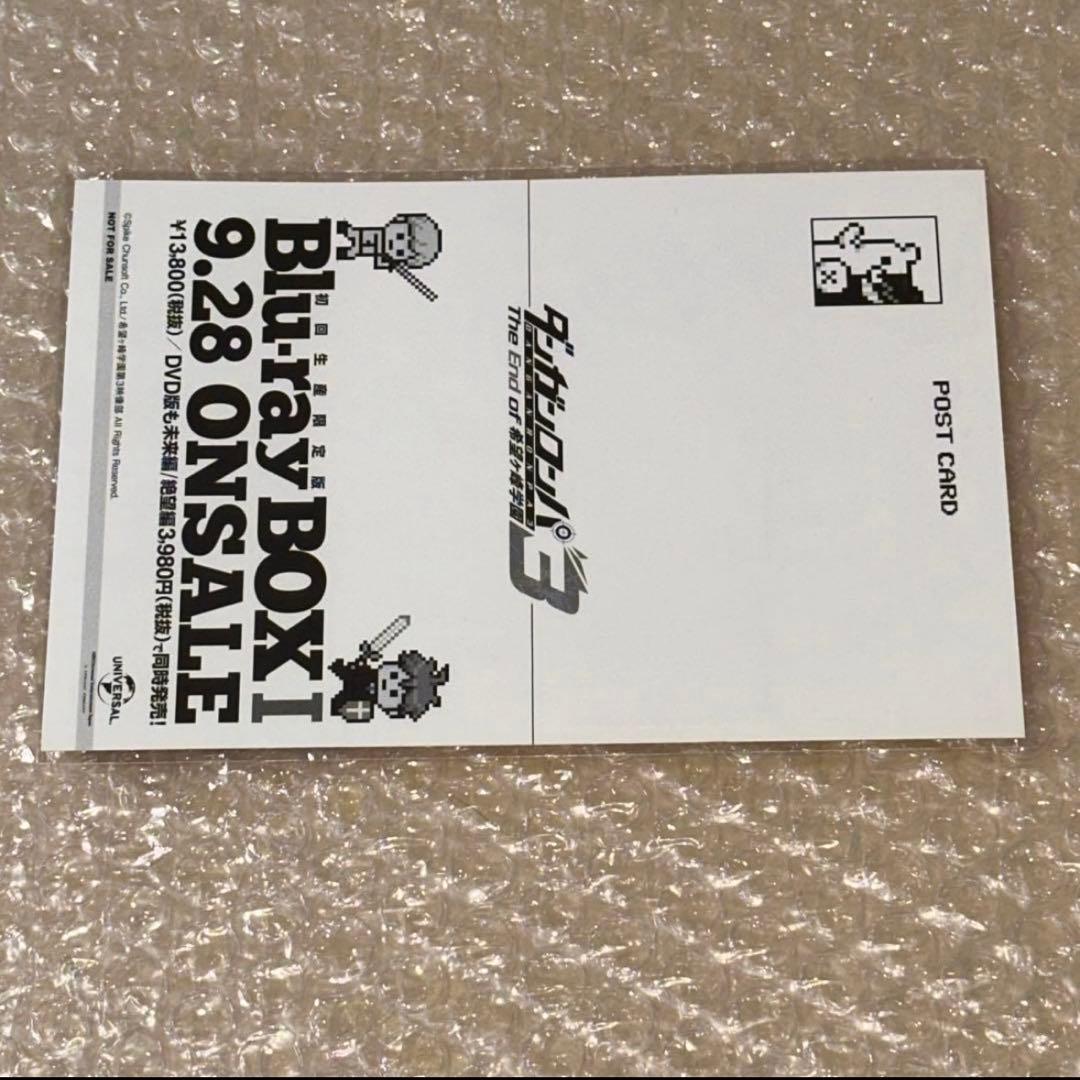 POST CARD
ダンガンロンパ3
DANGANRONPA3
The End of 希望ヶ峰学園
初回生産限定版
Blu-ray BOX I
9.28 ONSALE
¥13,800(税抜)/DVD版も未来編/絶望編3,980円(税抜)で同時発売!
©Spike Chunsoft Co., Ltd./希望ヶ峰学園第3映像部 All Rights Reserved.
NOT FOR SALE
UNIVERSAL